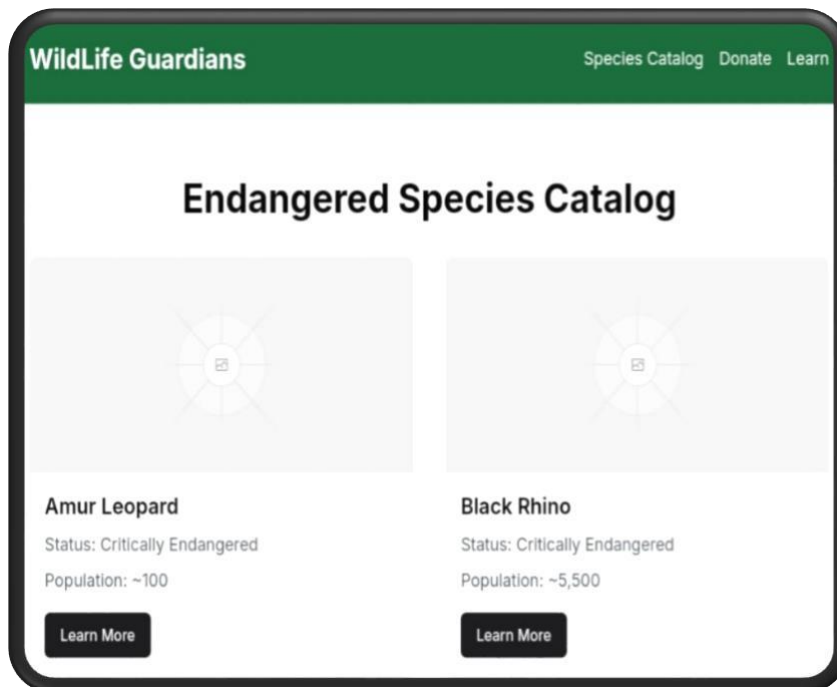 WildLife Guardians
Species Catalog Donate Learn
Endangered Species Catalog
Amur Leopard
Status: Critically Endangered
Population: ~100
Learn More
Black Rhino
Status: Critically Endangered
Population: ~5,500
Learn More